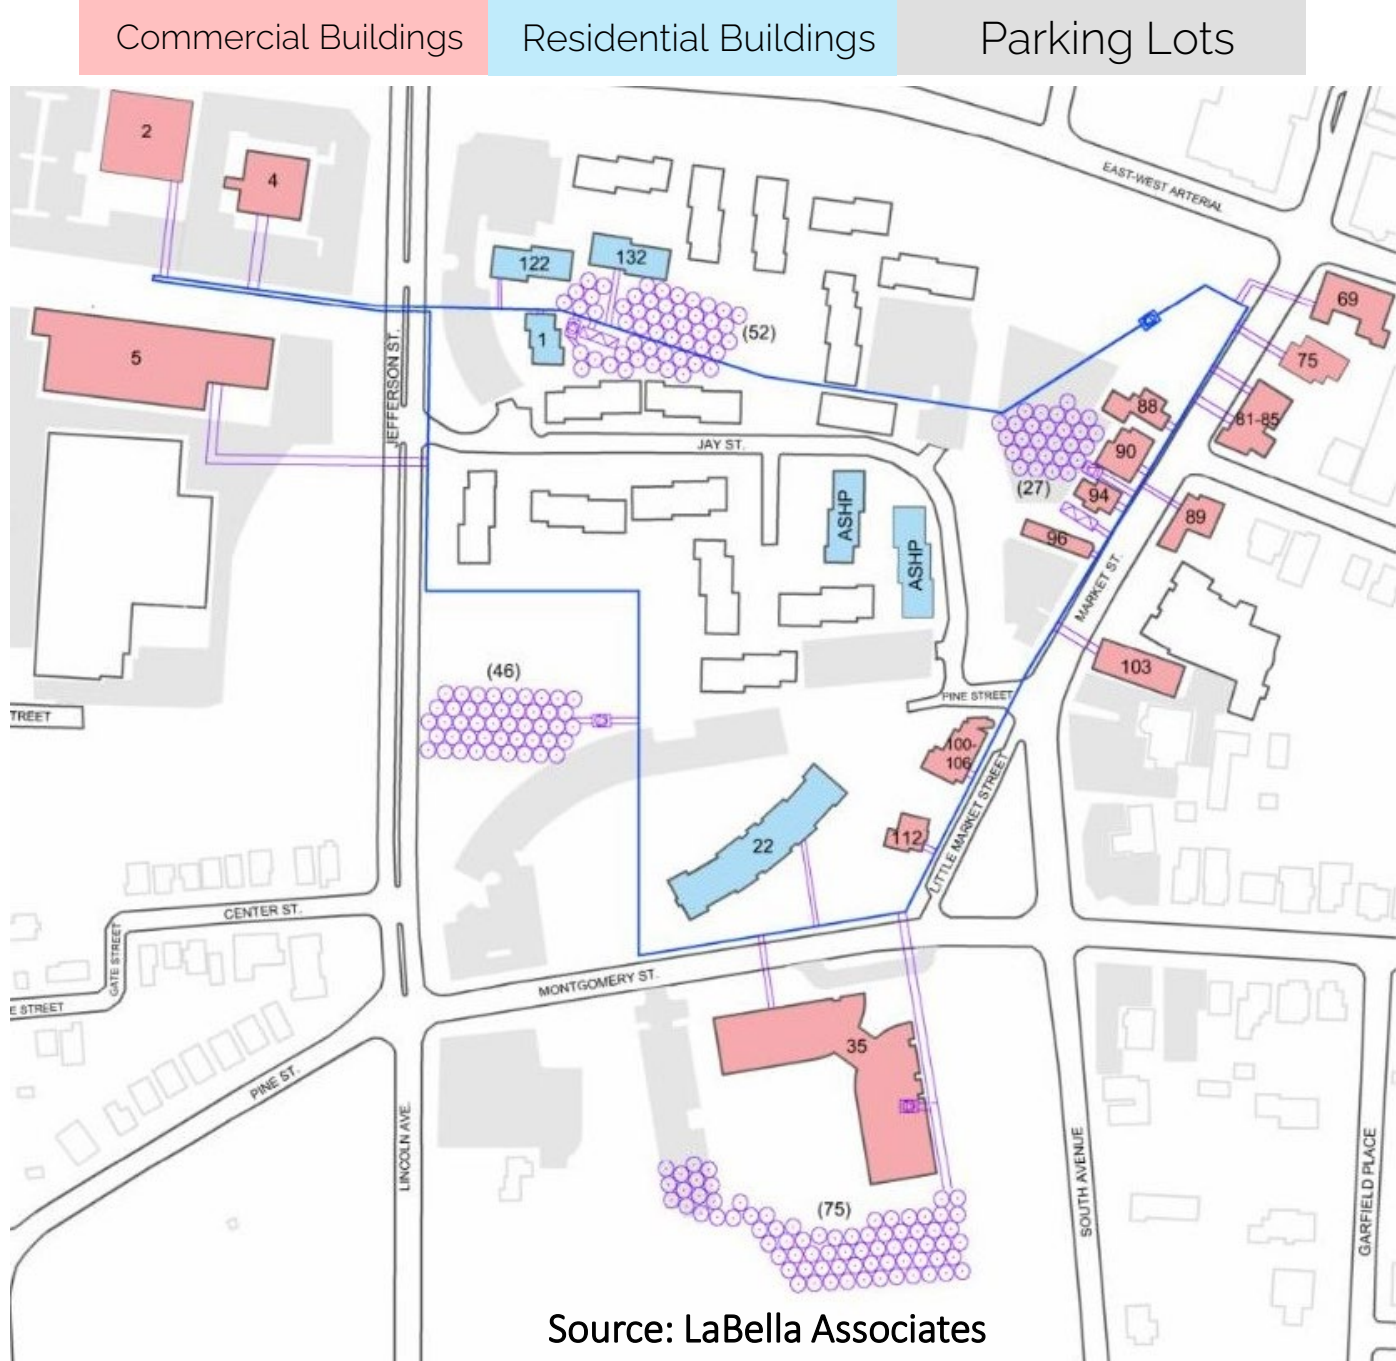 Commercial Buildings
Residential Buildings
Parking Lots
2
4
EAST-WEST ARTERIAL
122
132
69
1
(52)
5
JEFFERSON ST.
75
88
81-85
JAY ST.
90
(27)
94
ASHP
ASHP
89
96
MARKET ST.
103
(46)
PINE STREET
TREET
100-
106
LITTLE MARKET STREET
112
22
CENTER ST.
GATE STREET
MONTGOMERY ST.
E STREET
35
PINE ST.
LINCOLN AVE.
SOUTH AVENUE
GARFIELD PLACE
(75)
Source: LaBella Associates